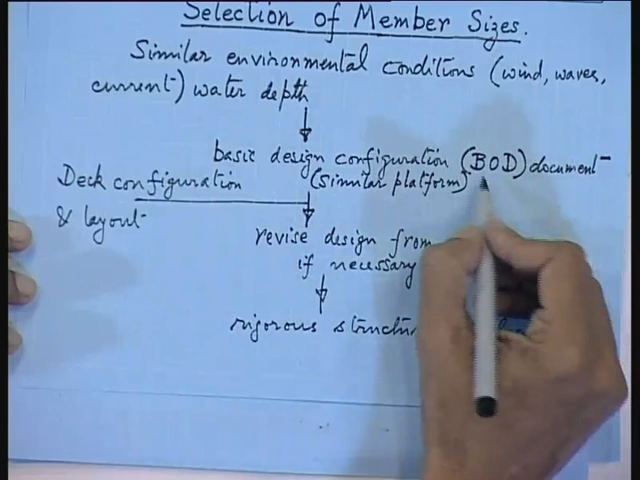 Selection of Member Sizes.
Similar environmental conditions (wind, waves,
current) water depth
basic design configuration (BOD) document
(similar platform)
Deck configuration
& layout
revise design from
if necessary
rigorous